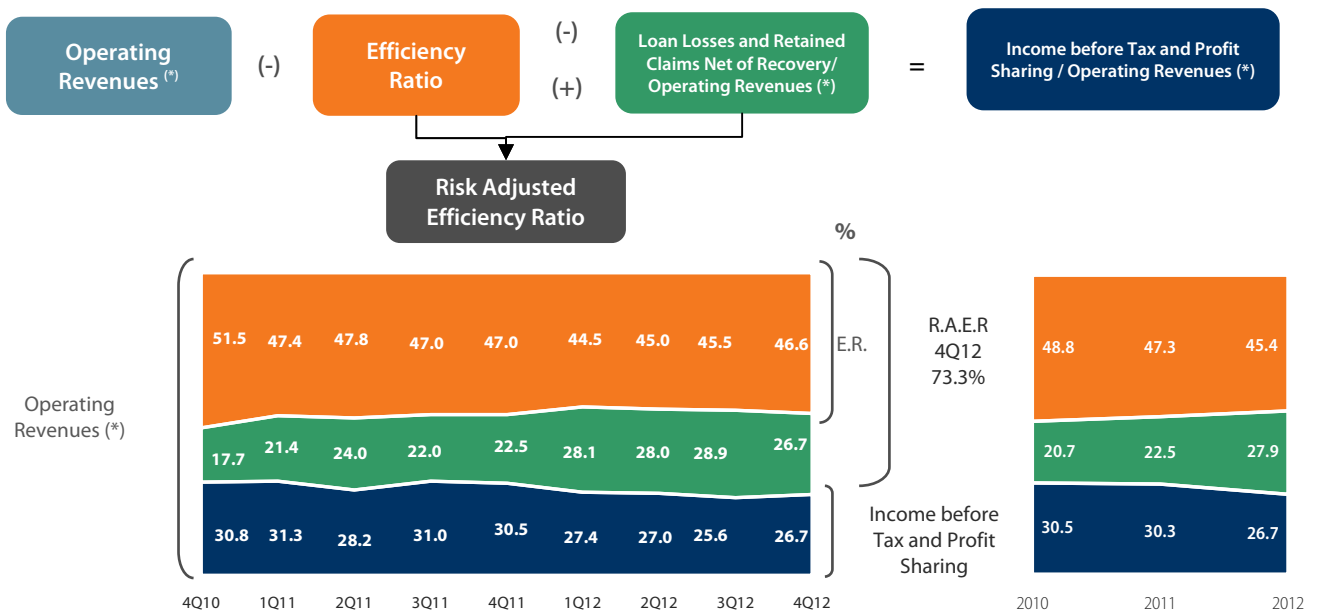 Operating
Revenues (*)
(-)
Efficiency
Ratio
(-)
(+)
Loan Losses and Retained
Claims Net of Recovery/
Operating Revenues (*)
=
Income before Tax and Profit
Sharing / Operating Revenues (*)
Risk Adjusted
Efficiency Ratio
%
Operating
Revenues (*)
51.5 47.4 47.8 47.0 47.0 44.5 45.0 45.5 46.6
17.7 21.4 24.0 22.0 22.5 28.1 28.0 28.9 26.7
30.8 31.3 28.2 31.0 30.5 27.4 27.0 25.6 26.7
4Q10 1Q11 2Q11 3Q11 4Q11 1Q12 2Q12 3Q12 4Q12
E.R.
R.A.E.R
4Q12
73.3%
Income before
Tax and Profit
Sharing
48.8 47.3 45.4
20.7 22.5 27.9
30.5 30.3 26.7
2010 2011 2012